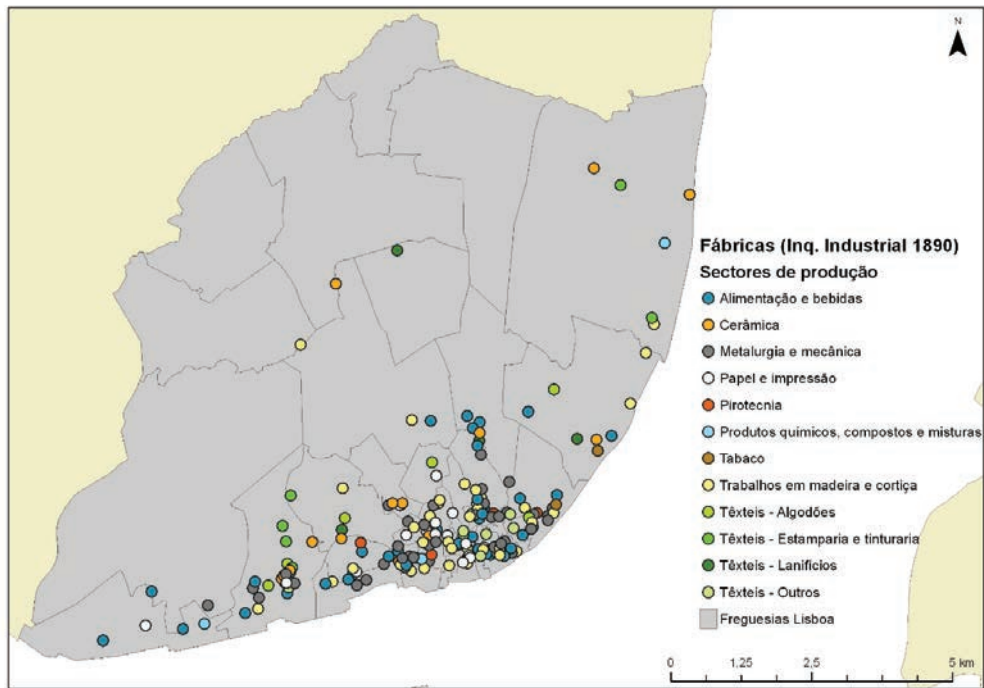 N
Fábricas (Inq. Industrial 1890)
Sectores de produção
Alimentação e bebidas
Cerâmica
Metalurgia e mecânica
Papel e impressão
Pirotecnia
Produtos químicos, compostos e misturas
Tabaco
Trabalhos em madeira e cortiça
Têxteis - Algodões
Têxteis - Estamparia e tinturaria
Têxteis - Lanifícios
Têxteis - Outros
Freguesias Lisboa
0 1,25 2,5 5 km